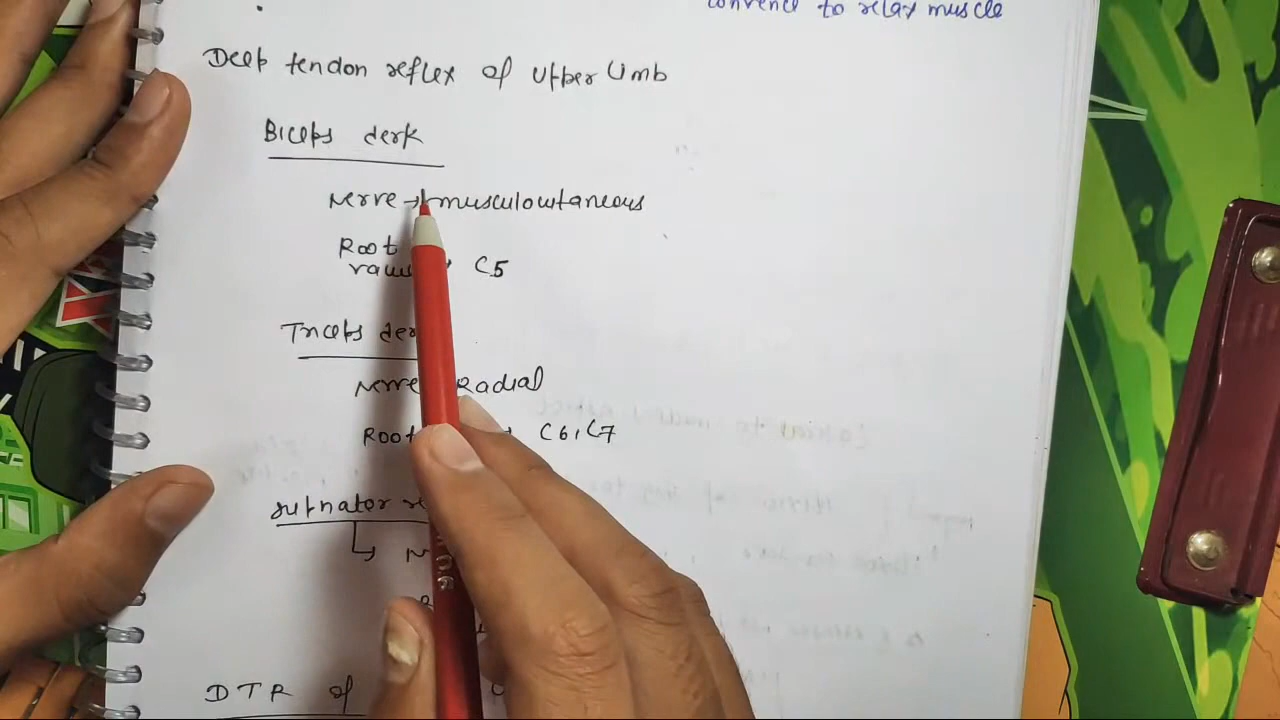 convence to relax muscle
Deep tendon reflex of Upper limb
Biceps Jerk
Nerve → musculocutaneous
Root
C5
Triceps
Nerve Radial
Root C6, C7
supinator
DTR of